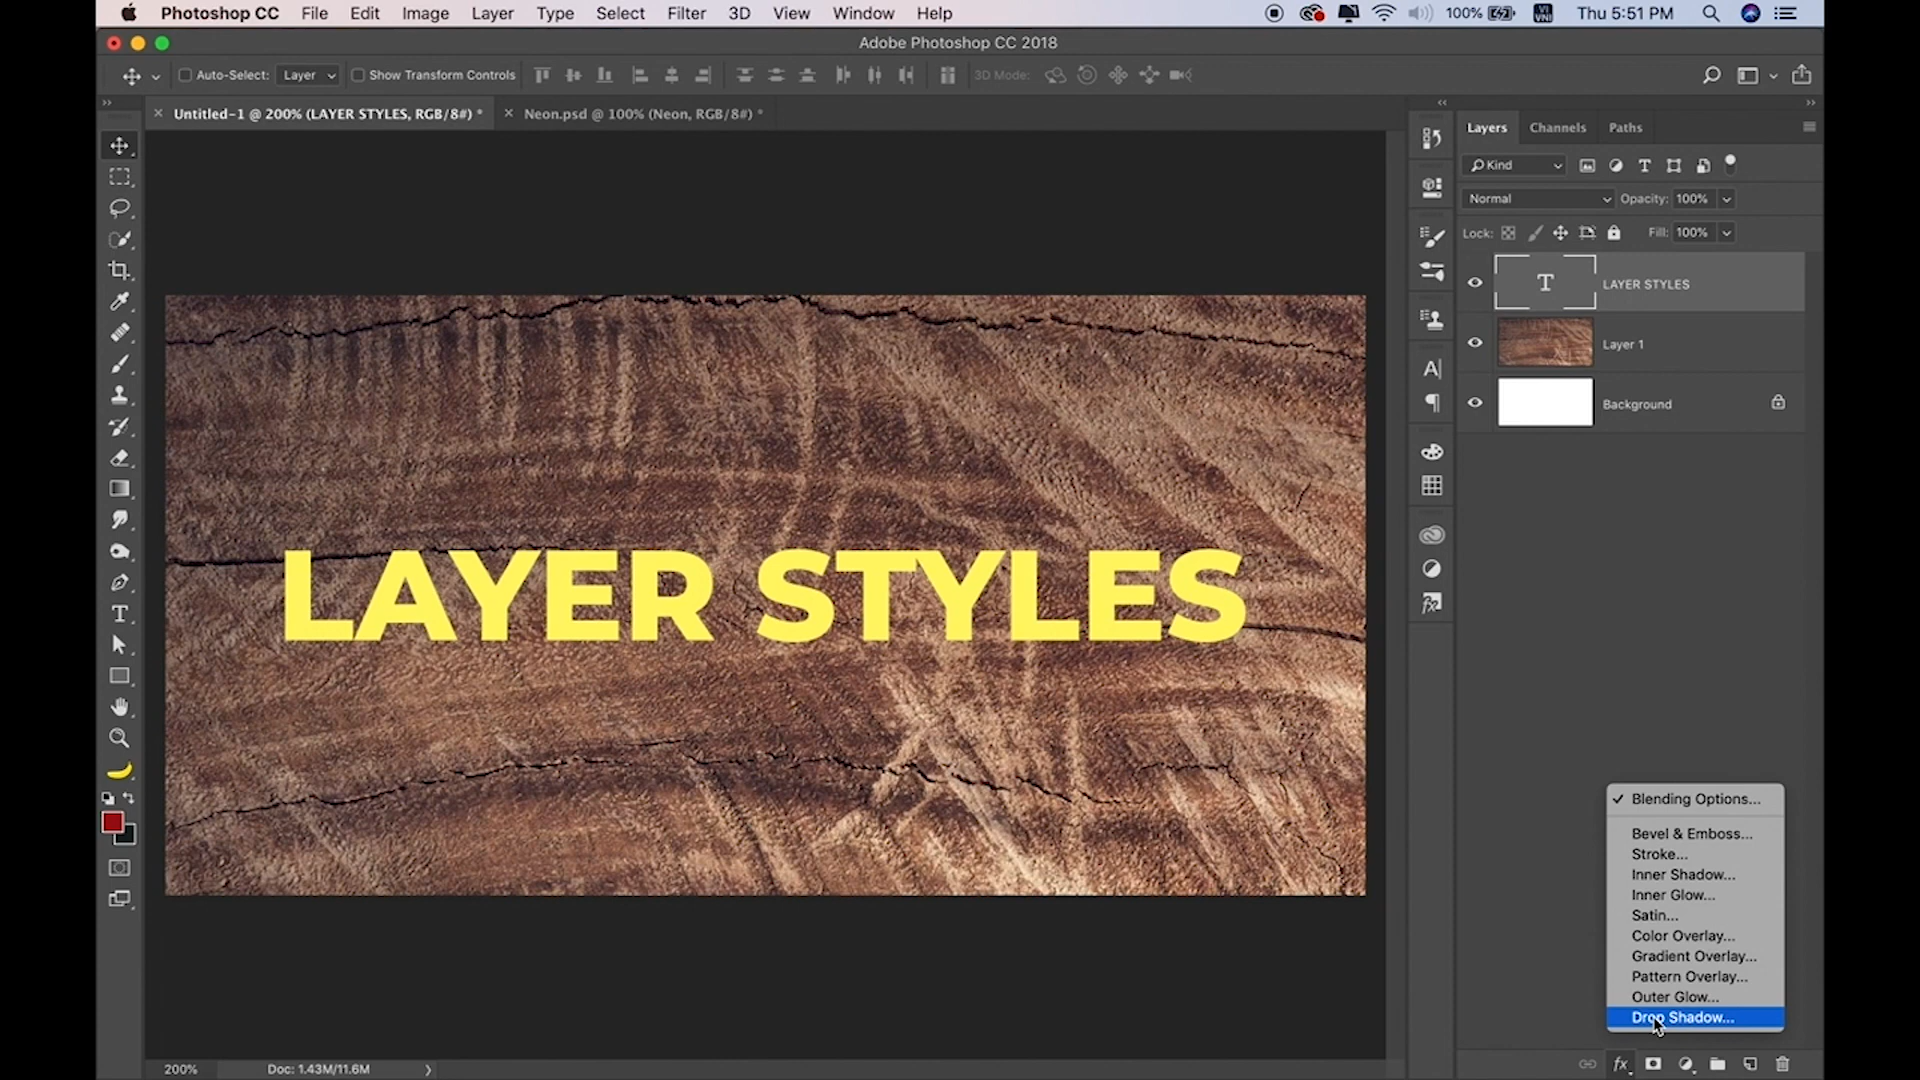 Photoshop CC File Edit Image Layer Type Select Filter 3D View Window Help 100% VI VNI Thu 5:51 PM
Adobe Photoshop CC 2018
Auto-Select: Layer Show Transform Controls 3D Mode:
Untitled-1 @ 200% (LAYER STYLES, RGB/8#) * Neon.psd @ 100% (Neon, RGB/8#) *
Layers Channels Paths
Kind
Normal Opacity: 100%
Lock: Fill: 100%
LAYER STYLES
Layer 1
Background
LAYER STYLES
Blending Options...
Bevel & Emboss...
Stroke...
Inner Shadow...
Inner Glow...
Satin...
Color Overlay...
Gradient Overlay...
Pattern Overlay...
Outer Glow...
Drop Shadow...
200% Doc: 1.43M/11.6M
fx